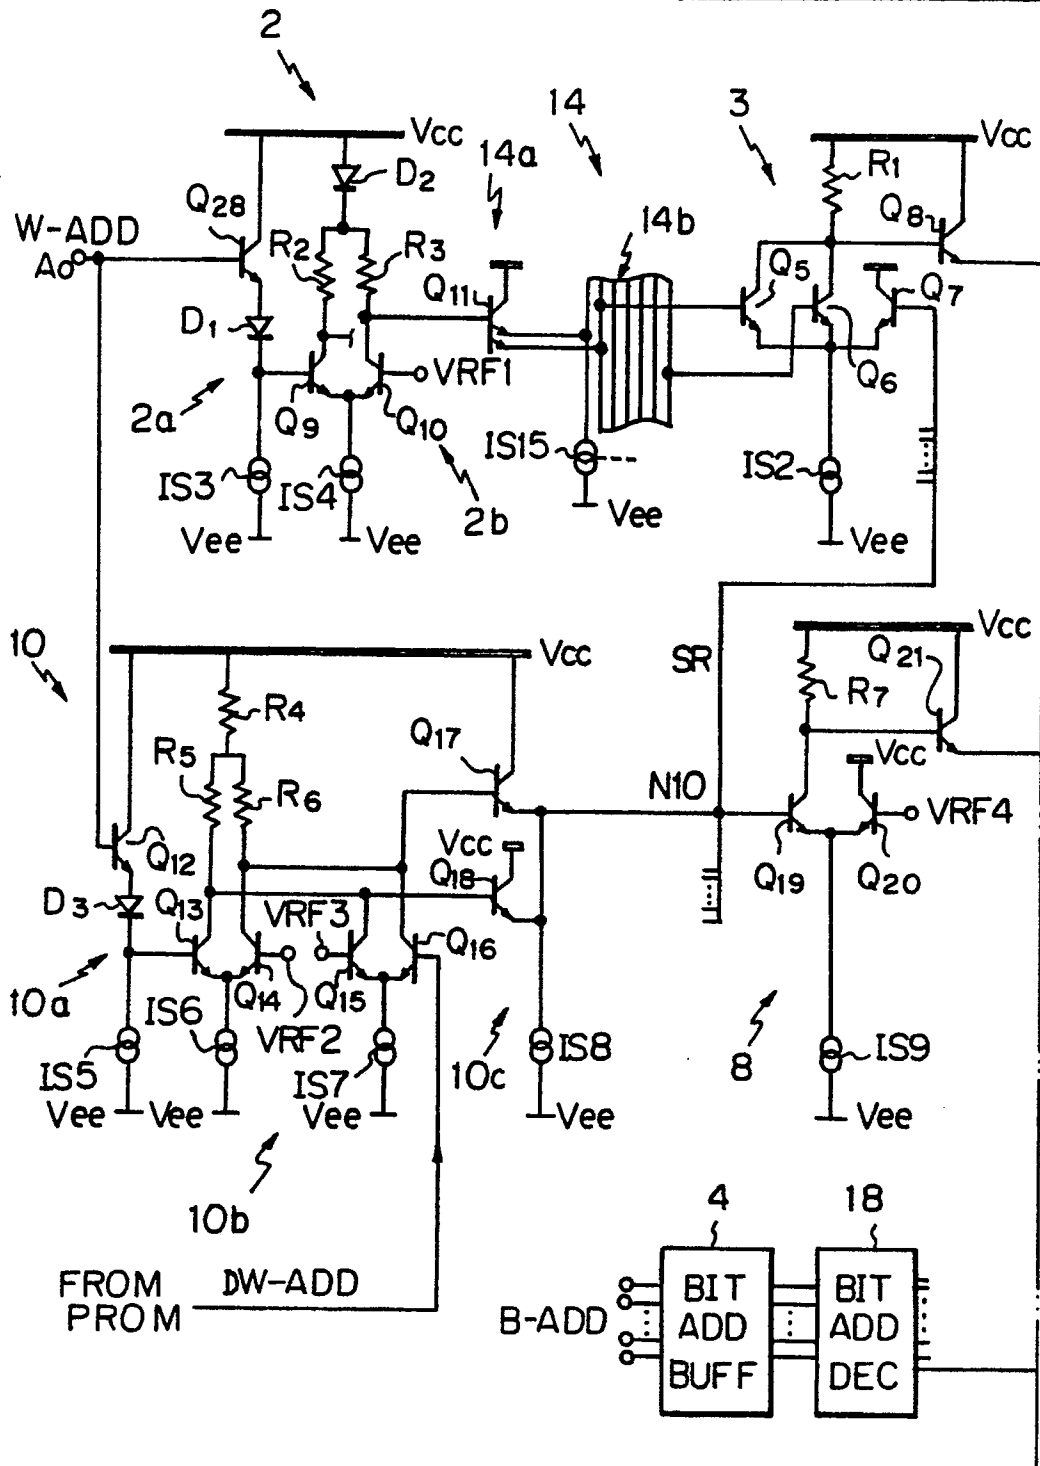 2
Vcc
14a
14
3
Vcc
D2
R1
Q28
Q8
W-ADD
A0
R2
R3
14b
Q11
Q5
Q7
D1
VRF1
Q6
2a
Q9
Q10
IS15
IS2
IS3
IS4
2b
Vee
Vee
Vee
Vee
10
Vcc
SR
Vcc
Q21
R4
R7
Q17
R5
R6
Vcc
N10
VRF4
Q12
Vcc
Q18
Q19
Q20
D3
Q13
VRF3
Q16
10a
Q14
Q15
IS6
VRF2
IS5
IS7
10c
IS8
8
IS9
Vee
Vee
Vee
Vee
Vee
10b
4
18
FROM
PROM
DW-ADD
B-ADD
BIT
ADD
BUFF
BIT
ADD
DEC